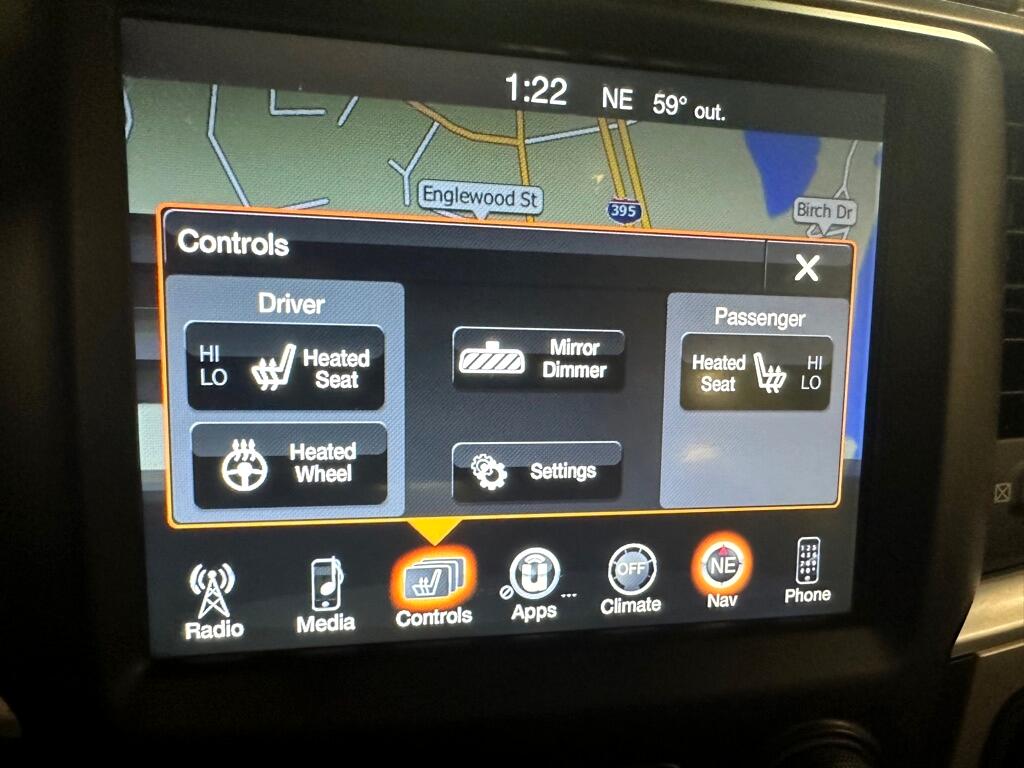 1:22 NE 59° out.
Englewood St
395
Birch Dr
Controls
X
Driver
HI
LO
Heated
Seat
Heated
Wheel
Mirror
Dimmer
Settings
Passenger
Heated
Seat
HI
LO
Radio
Media
Controls
Apps
...
OFF
Climate
NE
Nav
Phone